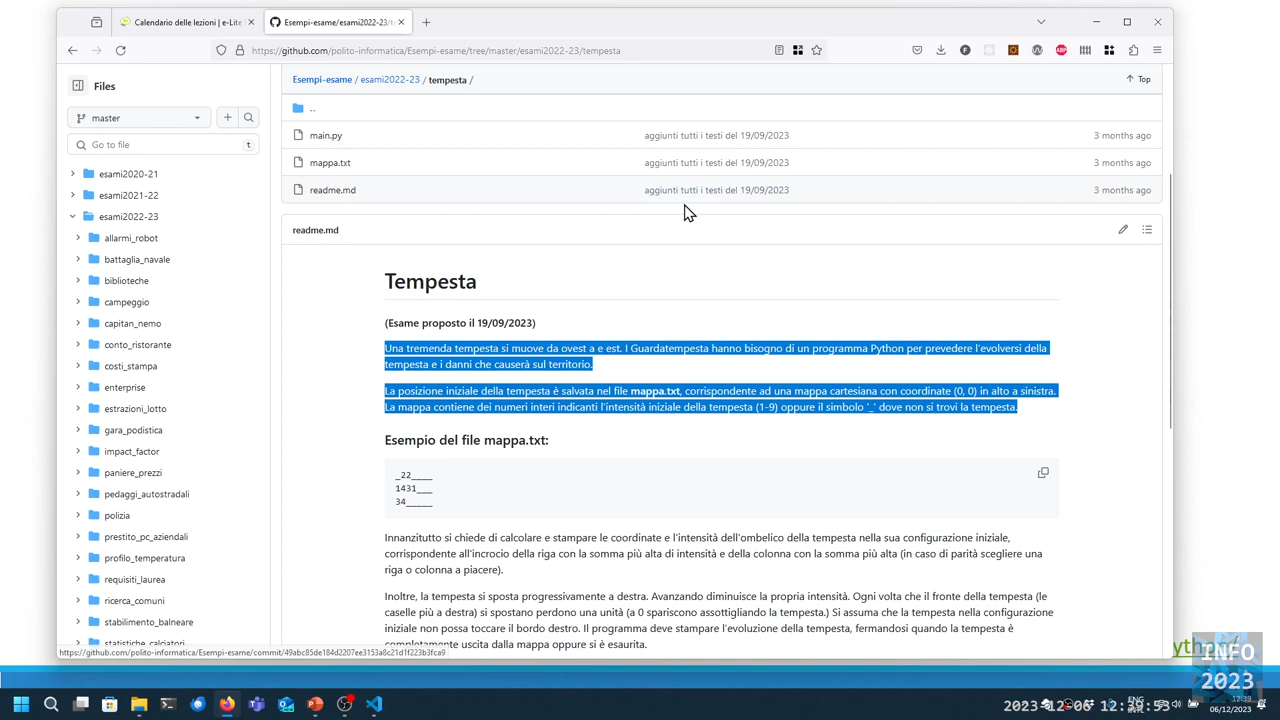 Calendario delle lezioni | e-Lite
Esempi-esame/esami2022-23/t
https://github.com/polito-informatica/Esempi-esame/tree/master/esami2022-23/tempesta
Files
Esempi-esame / esami2022-23 / tempesta /
Top
master
..
Go to file
t
main.py
aggiunti tutti i testi del 19/09/2023
3 months ago
mappa.txt
aggiunti tutti i testi del 19/09/2023
3 months ago
readme.md
aggiunti tutti i testi del 19/09/2023
3 months ago
esami2020-21
esami2021-22
esami2022-23
allarmi_robot
battaglia_navale
biblioteche
campeggio
capitan_nemo
conto_ristorante
costi_stampa
enterprise
estrazioni_lotto
gara_podistica
impact_factor
paniere_prezzi
pedaggi_autostradali
polizia
prestito_pc_aziendali
profilo_temperatura
requisiti_laurea
ricerca_comuni
stabilimento_balneare
statistiche_calciatori
readme.md
Tempesta
(Esame proposto il 19/09/2023)
Una tremenda tempesta si muove da ovest a e est. I Guardatempesta hanno bisogno di un programma Python per prevedere l'evolversi della
tempesta e i danni che causerà sul territorio.
La posizione iniziale della tempesta è salvata nel file mappa.txt, corrispondente ad una mappa cartesiana con coordinate (0, 0) in alto a sinistra.
La mappa contiene dei numeri interi indicanti l'intensità iniziale della tempesta (1-9) oppure il simbolo '_' dove non si trovi la tempesta.
Esempio del file mappa.txt:
_22____
1431___
34_____
Innanzitutto si chiede di calcolare e stampare le coordinate e l'intensità dell'ombelico della tempesta nella sua configurazione iniziale,
corrispondente all'incrocio della riga con la somma più alta di intensità e della colonna con la somma più alta (in caso di parità scegliere una
riga o colonna a piacere).
Inoltre, la tempesta si sposta progressivamente a destra. Avanzando diminuisce la propria intensità. Ogni volta che il fronte della tempesta (le
caselle più a destra) si spostano perdono una unità (a 0 spariscono assottigliando la tempesta.) Si assuma che la tempesta nella configurazione
iniziale non possa toccare il bordo destro. Il programma deve stampare l'evoluzione della tempesta, fermandosi quando la tempesta è
completamente uscita dalla mappa oppure si è esaurita.
https://github.com/polito-informatica/Esempi-esame/commit/49abc85de184d2207ee3153a8c21d1f223b3fca9
INFO
2023
ENG
12:39
06/12/2023